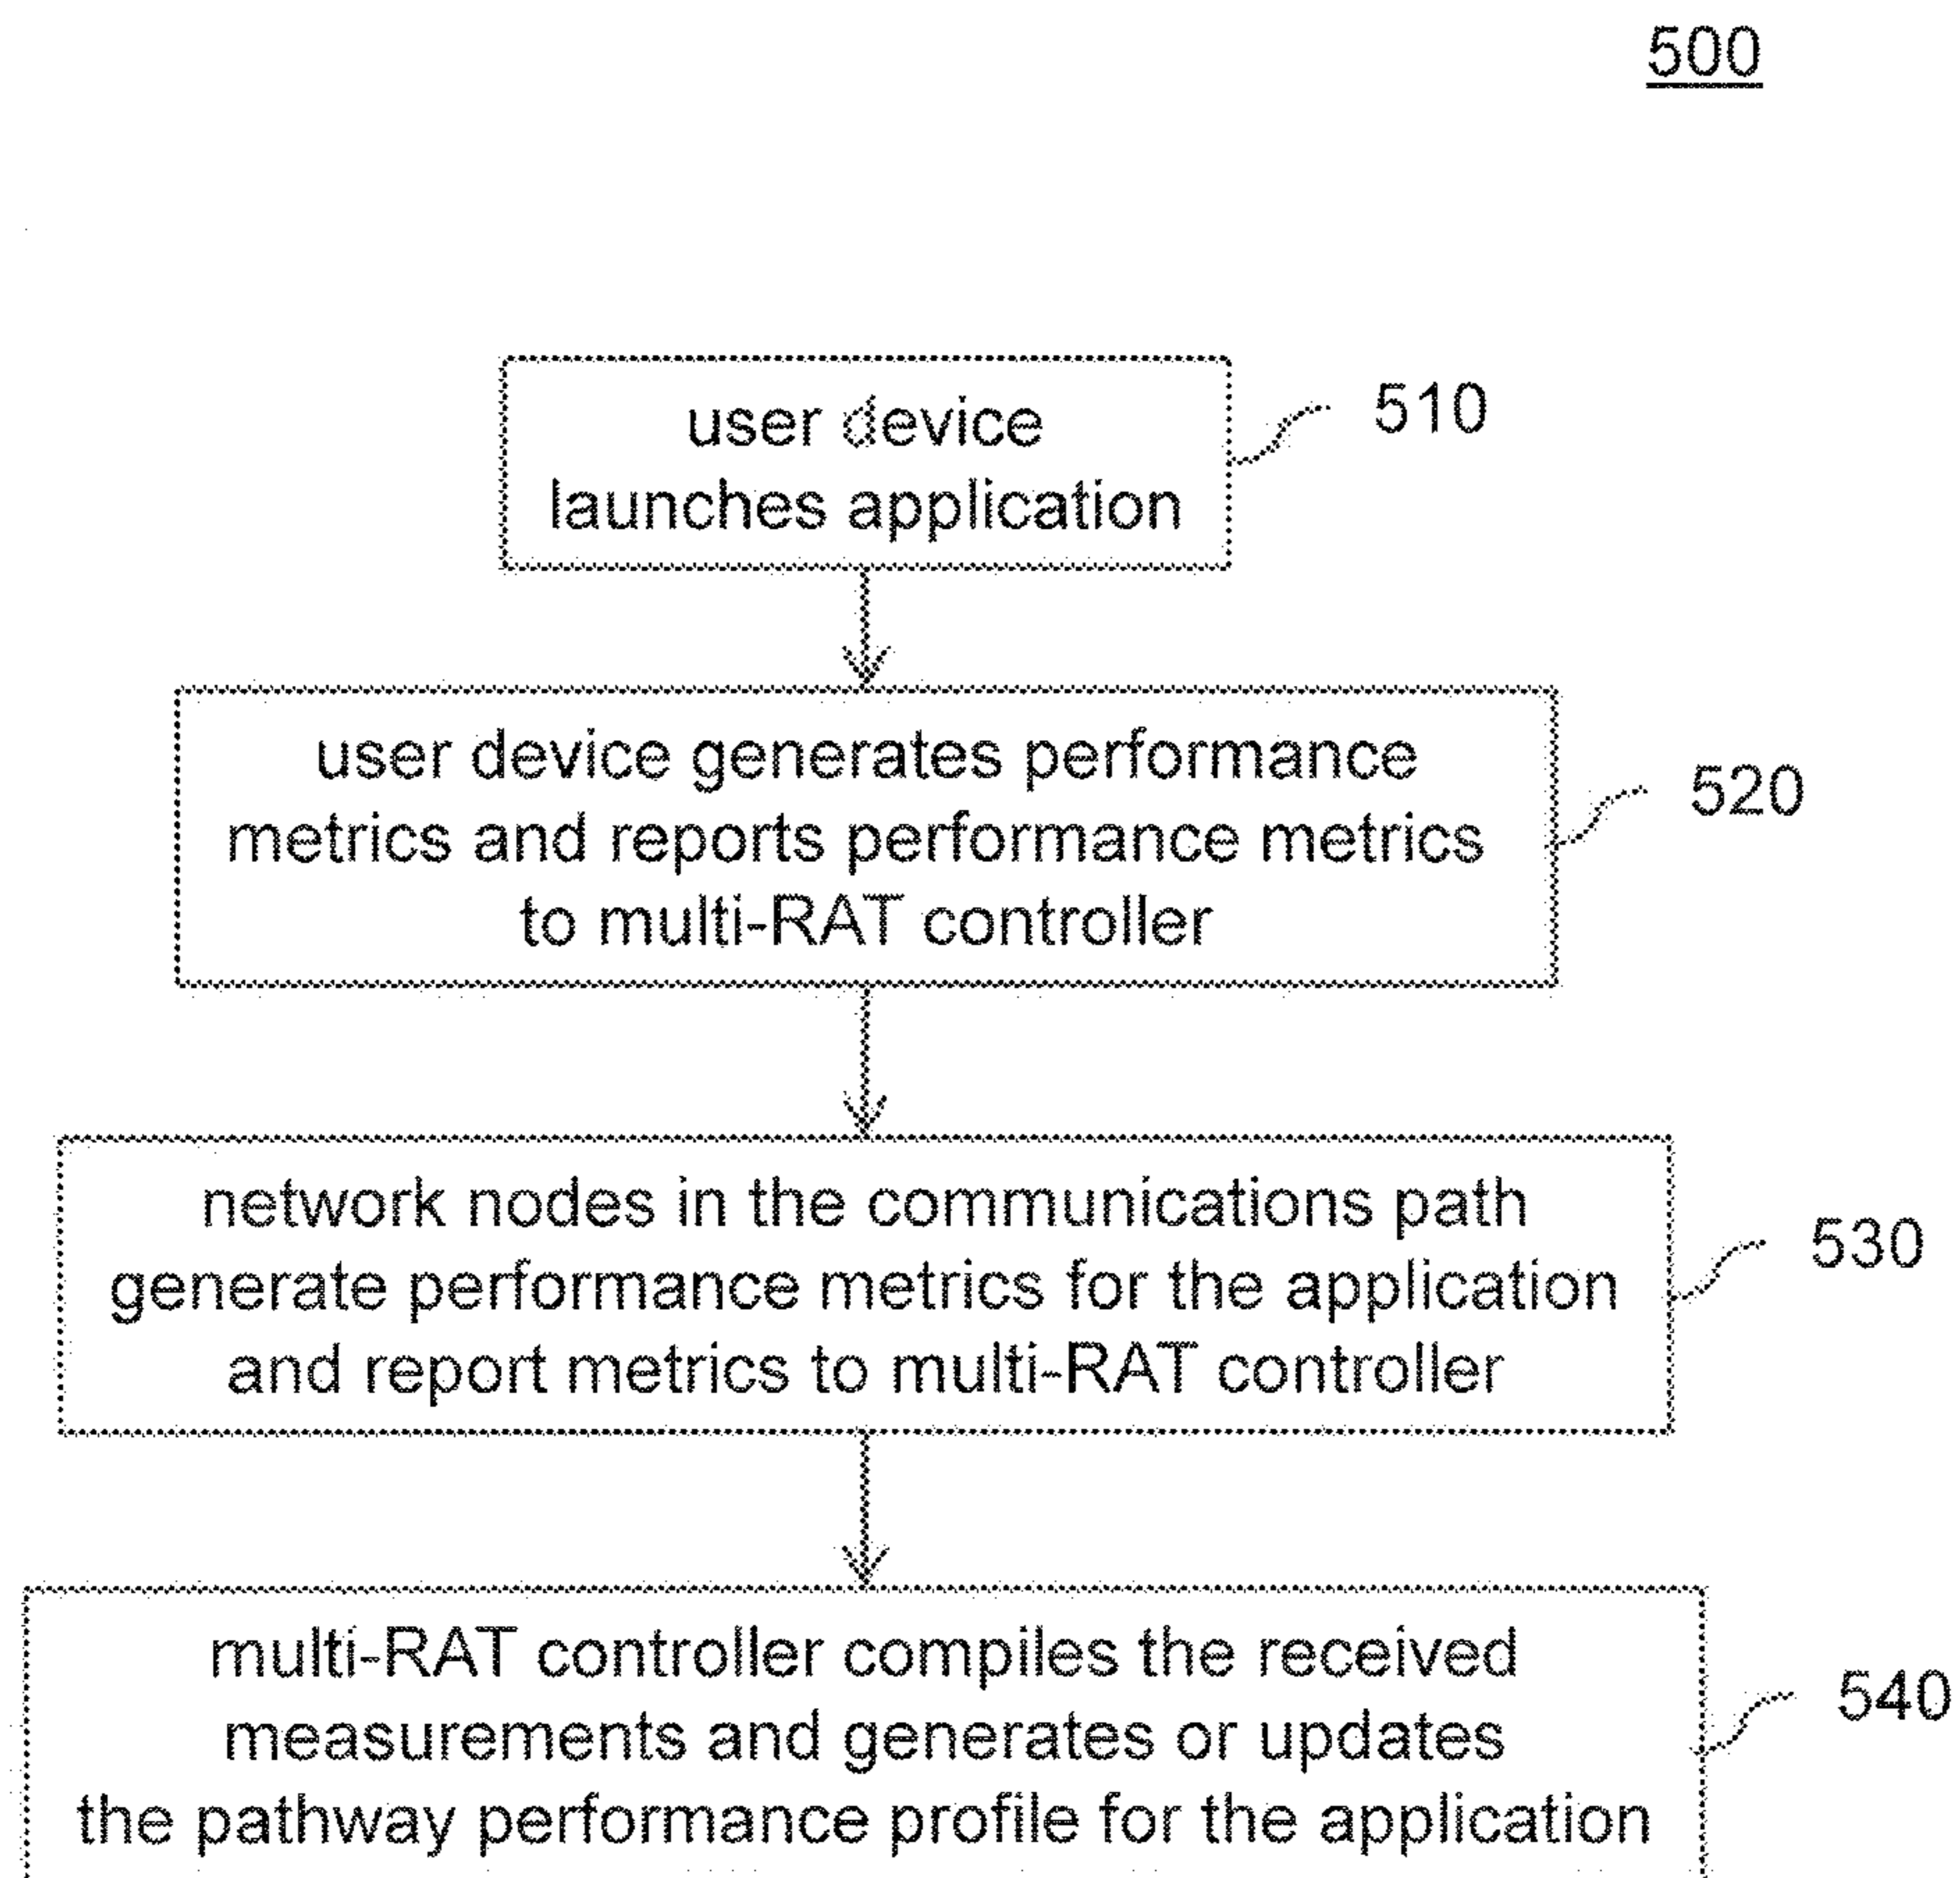 500
user device
launches application
510
user device generates performance
metrics and reports performance metrics
to multi-RAT controller
520
network nodes in the communications path
generate performance metrics for the application
and report metrics to multi-RAT controller
530
multi-RAT controller compiles the received
measurements and generates or updates
the pathway performance profile for the application
540